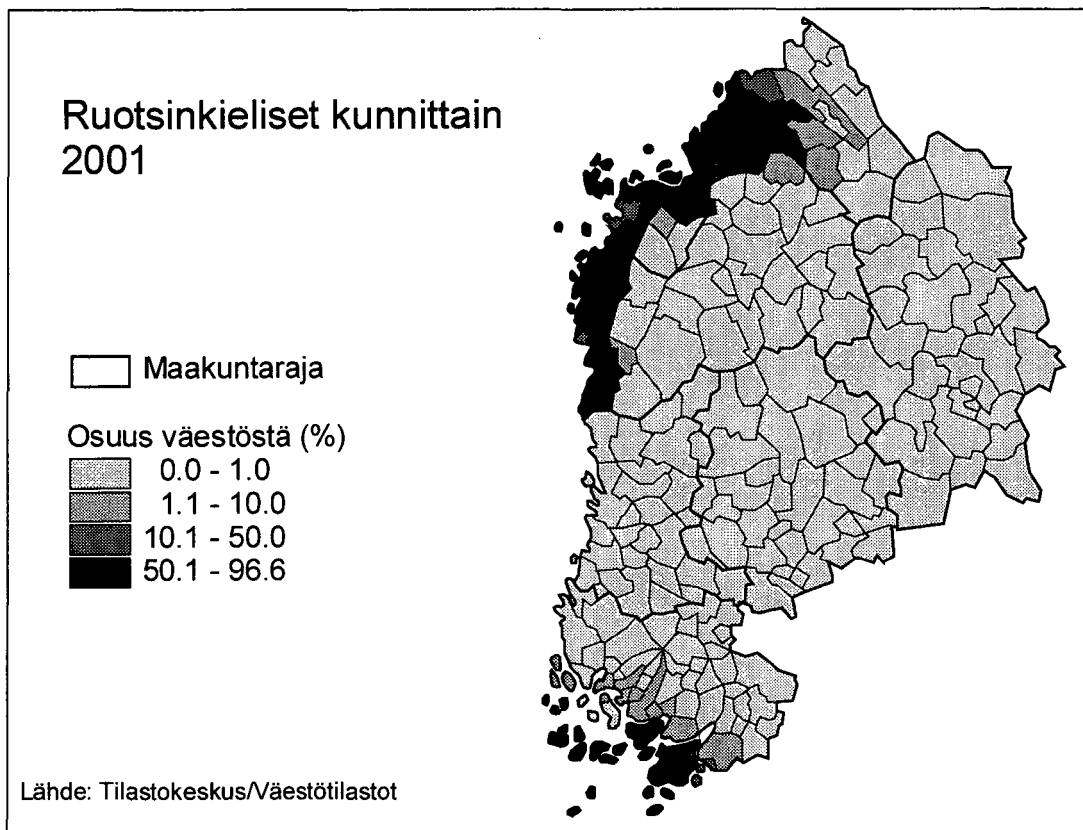 Ruotsinkieliset kunnittain
2001
Maakuntaraja
Osuus väestöstä (%)
0.0 - 1.0
1.1 - 10.0
10.1 - 50.0
50.1 - 96.6
Lähde: Tilastokeskus/Väestötilastot